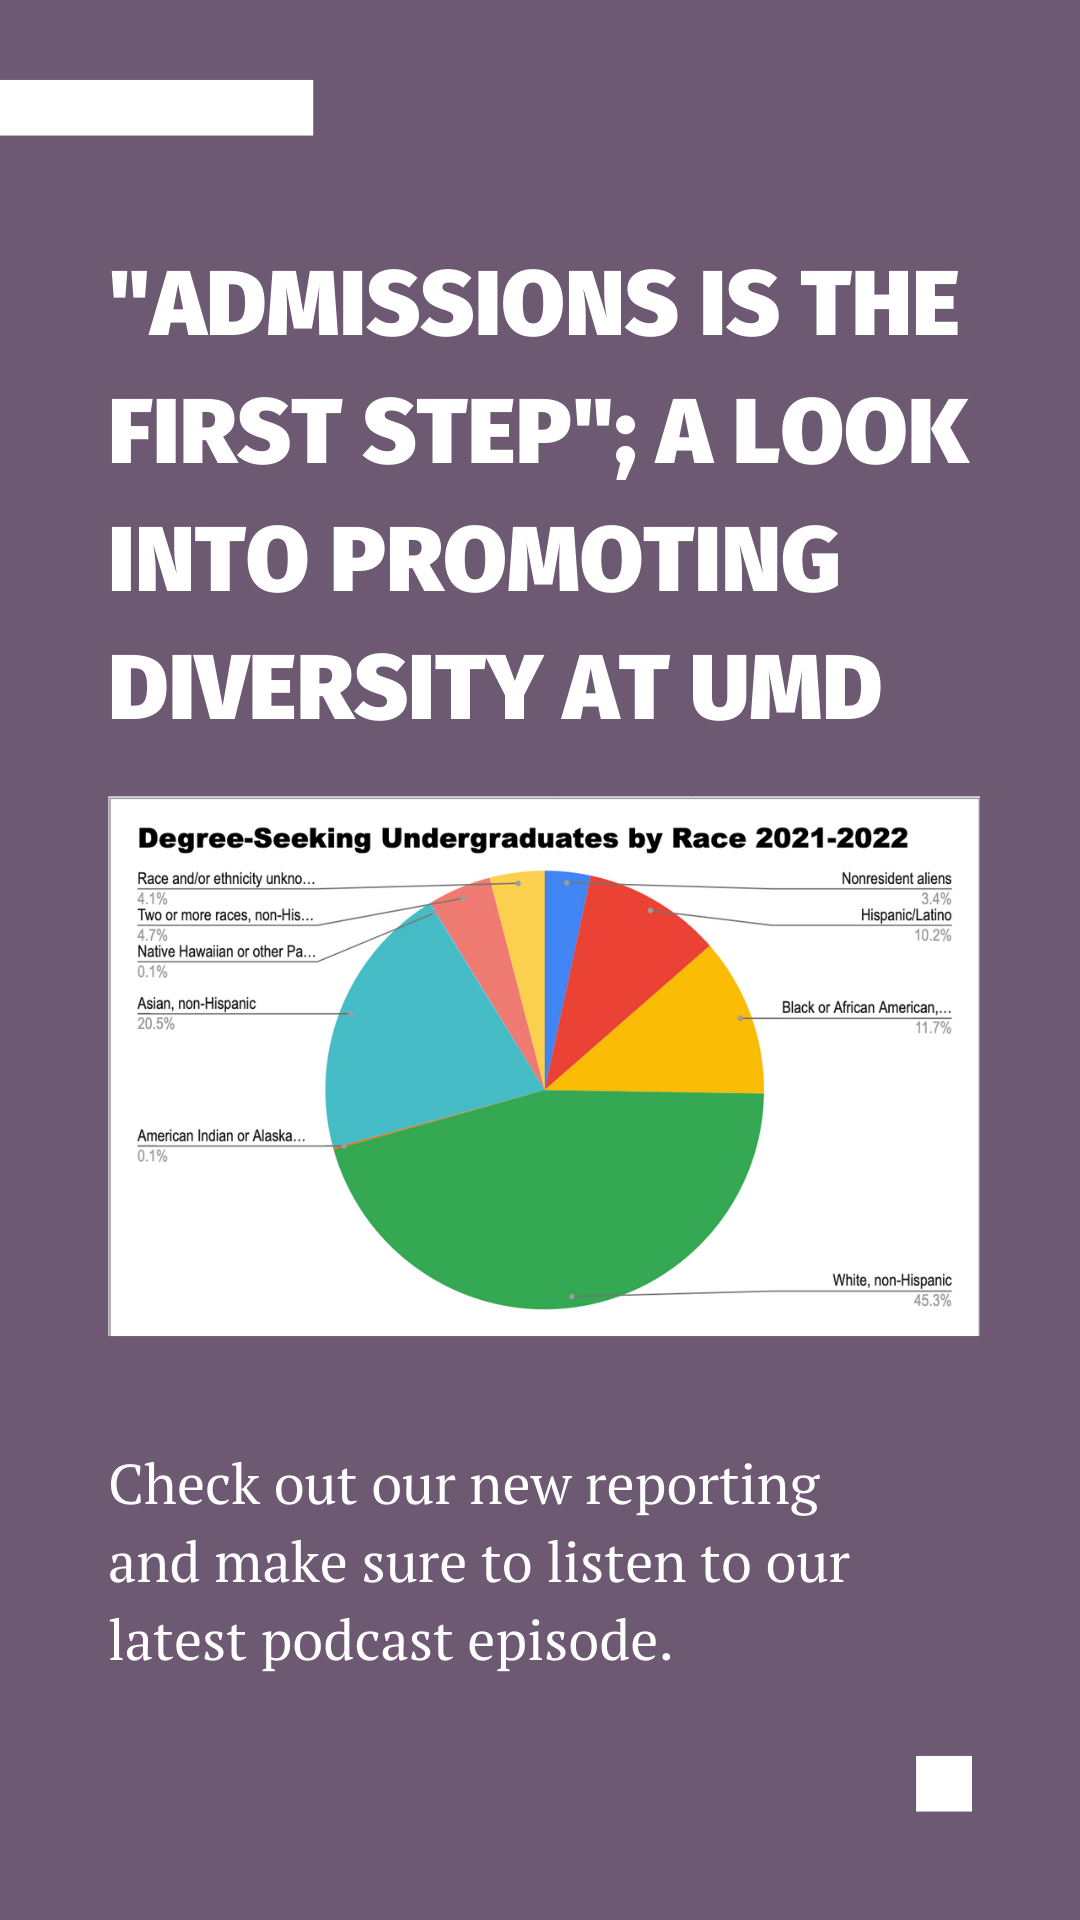 "ADMISSIONS IS THE
FIRST STEP"; A LOOK
INTO PROMOTING
DIVERSITY AT UMD
Degree-Seeking Undergraduates by Race 2021-2022
Race and/or ethnicity unkno...
4.1%
Two or more races, non-His...
4.7%
Native Hawaiian or other Pa...
0.1%
Asian, non-Hispanic
20.5%
American Indian or Alaska...
0.1%
Nonresident aliens
3.4%
Hispanic/Latino
10.2%
Black or African American,...
11.7%
White, non-Hispanic
45.3%
Check out our new reporting
and make sure to listen to our
latest podcast episode.